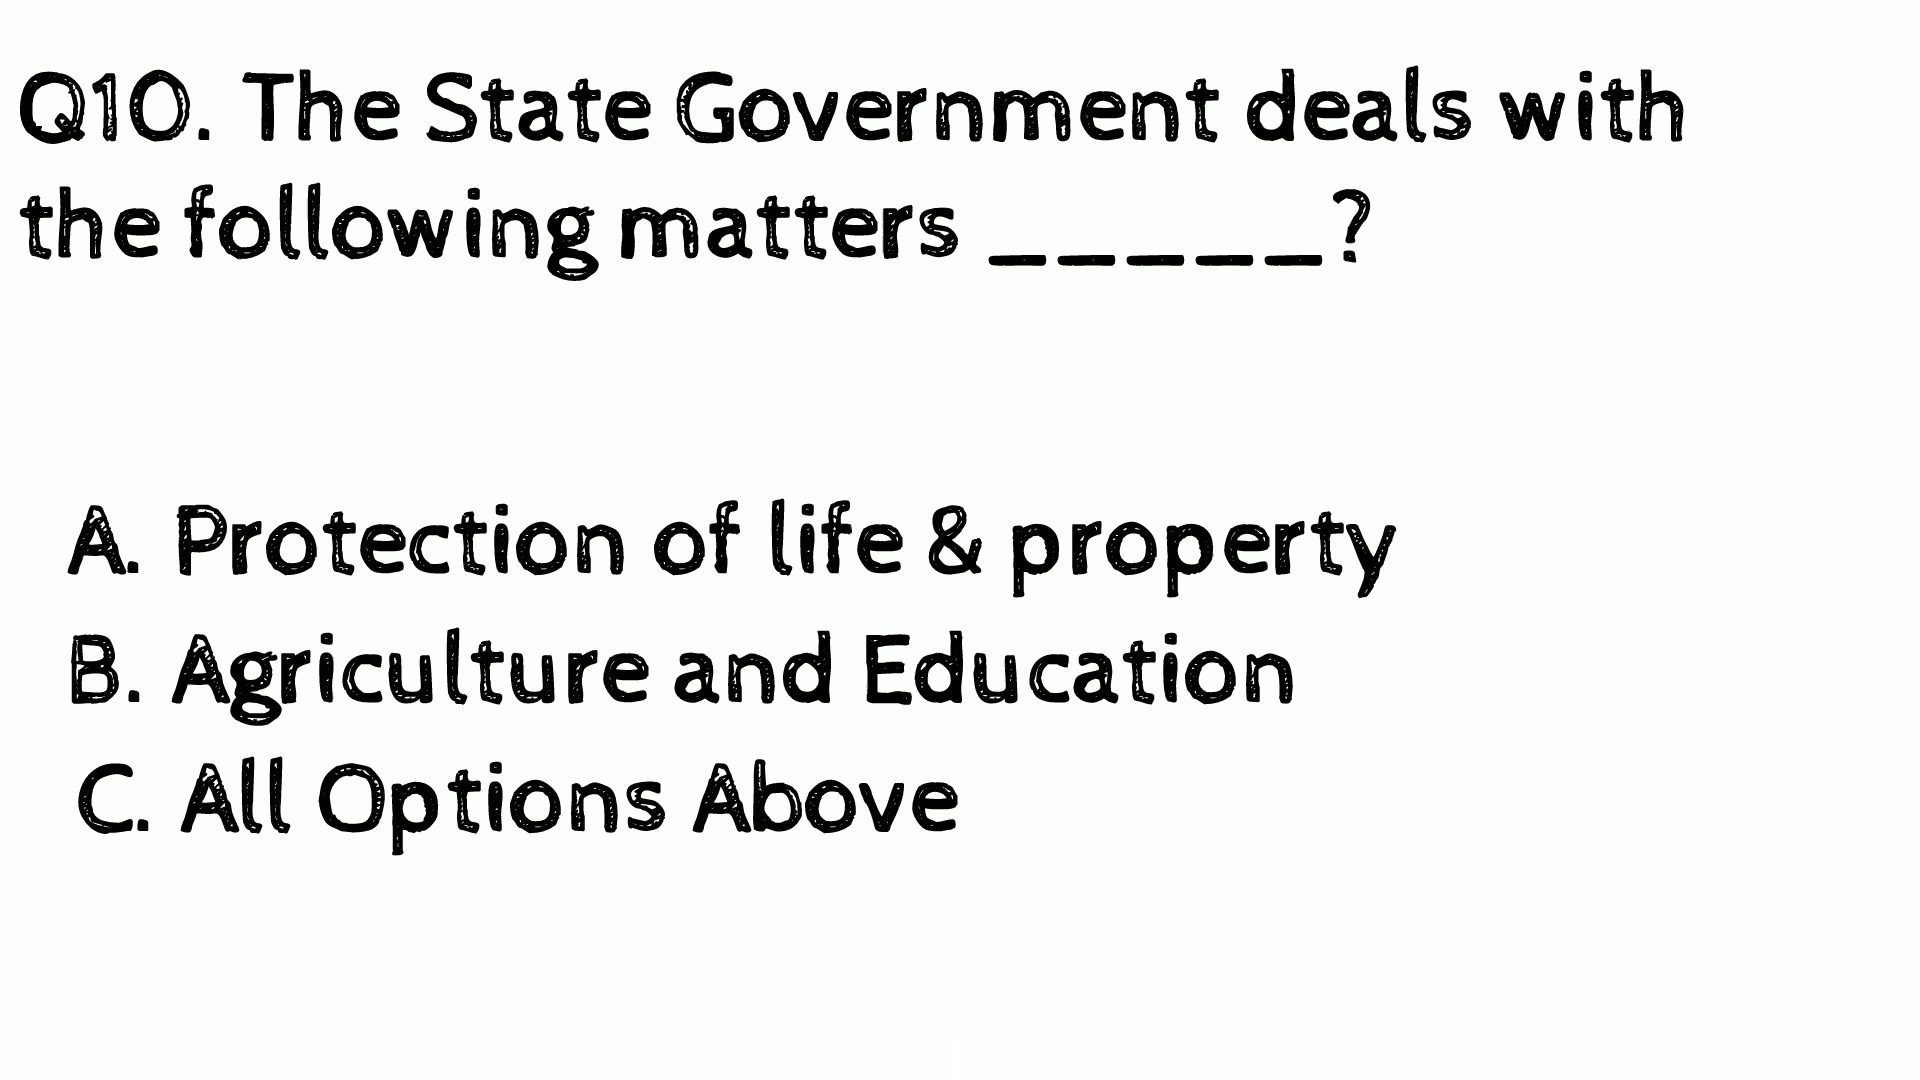 Q10. The State Government deals with
the following matters _____?
A. Protection of life & property
B. Agriculture and Education
C. All Options Above